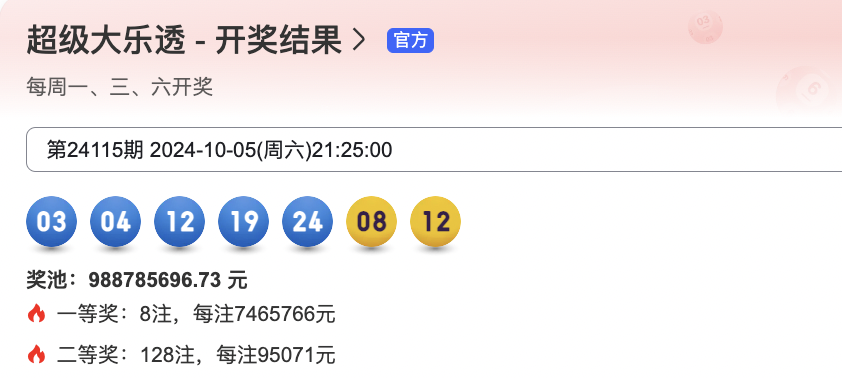 超级大乐透 - 开奖结果 > 官方
每周一、三、六开奖
第24115期 2024-10-05(周六)21:25:00
03 04 12 19 24 08 12
奖池：988785696.73 元
一等奖：8注，每注7465766元
二等奖：128注，每注95071元